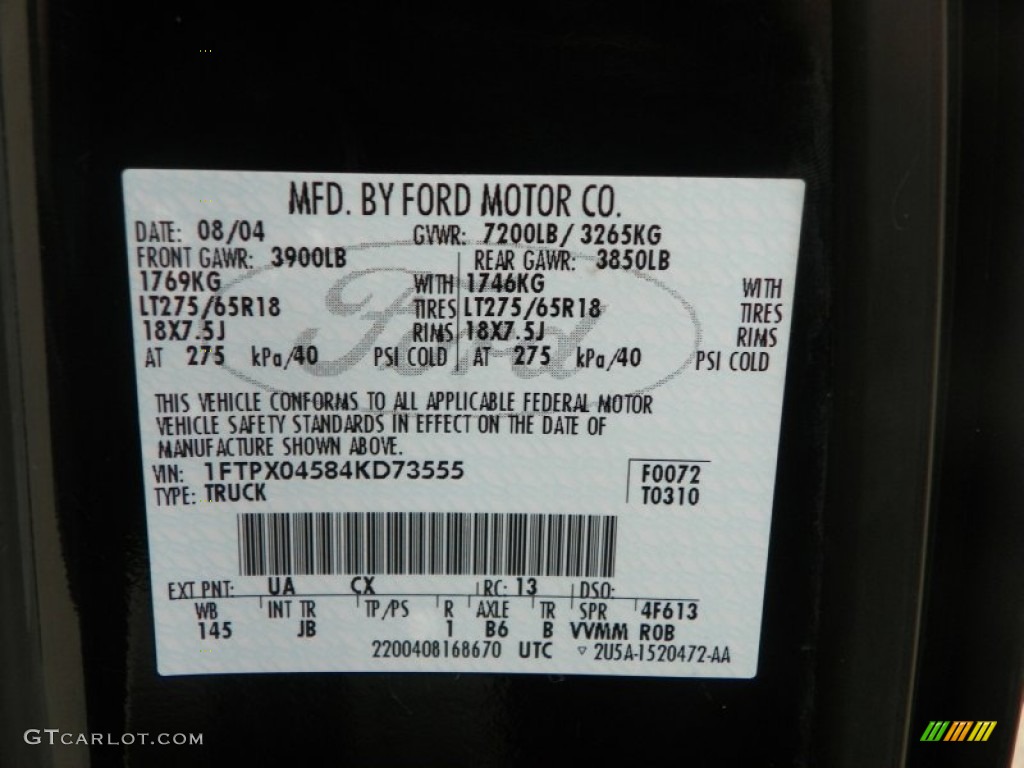 MFD. BY FORD MOTOR CO.
DATE: 08/04 GVWR: 7200LB/ 3265KG
FRONT GAWR: 3900LB REAR GAWR: 3850LB
1769KG WITH 1746KG WITH
LT275/65R18 TIRES LT275/65R18 TIRES
18X7.5J RIMS 18X7.5J RIMS
AT 275 kPa/40 PSI COLD AT 275 kPa/40 PSI COLD
Ford
THIS VEHICLE CONFORMS TO ALL APPLICABLE FEDERAL MOTOR
VEHICLE SAFETY STANDARDS IN EFFECT ON THE DATE OF
MANUFACTURE SHOWN ABOVE.
VIN: 1FTPX04584KD73555 F0072
TYPE: TRUCK T0310
EXT PNT: UA CX RC: 13 DSO:
WB INT TR TP/PS R AXLE TR SPR 4F613
145 JB 1 B6 B VVMM ROB
2200408168670 UTC ▽ 2U5A-1520472-AA
GTCARLOT.COM